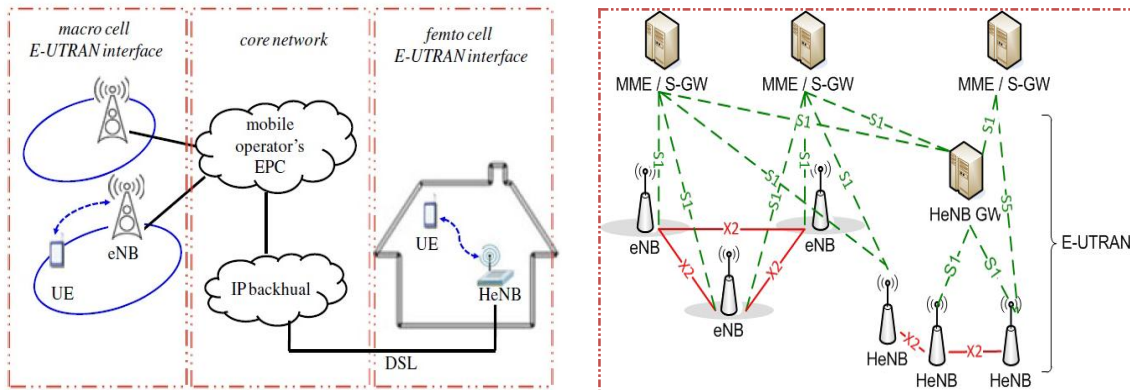 macro cell
E-UTRAN interface
core network
femto cell
E-UTRAN interface
mobile
operator's
EPC
eNB
UE
IP backhual
UE
HeNB
DSL
MME / S-GW
MME / S-GW
MME / S-GW
S1
S1
S1
S1
S1
S1
S1
S1
S5
HeNB GW
eNB
X2
eNB
X2
X2
eNB
E-UTRAN
S1
S1
HeNB
X2
X2
HeNB
HeNB